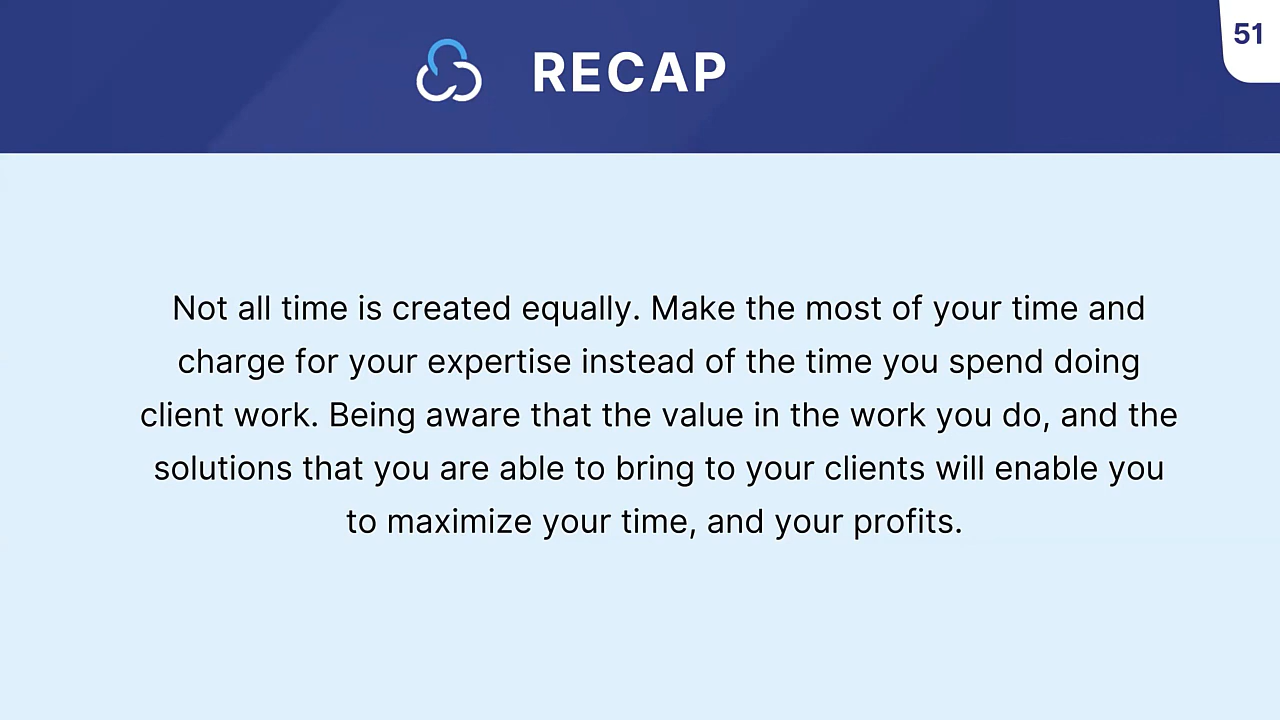 51
RECAP
Not all time is created equally. Make the most of your time and
charge for your expertise instead of the time you spend doing
client work. Being aware that the value in the work you do, and the
solutions that you are able to bring to your clients will enable you
to maximize your time, and your profits.